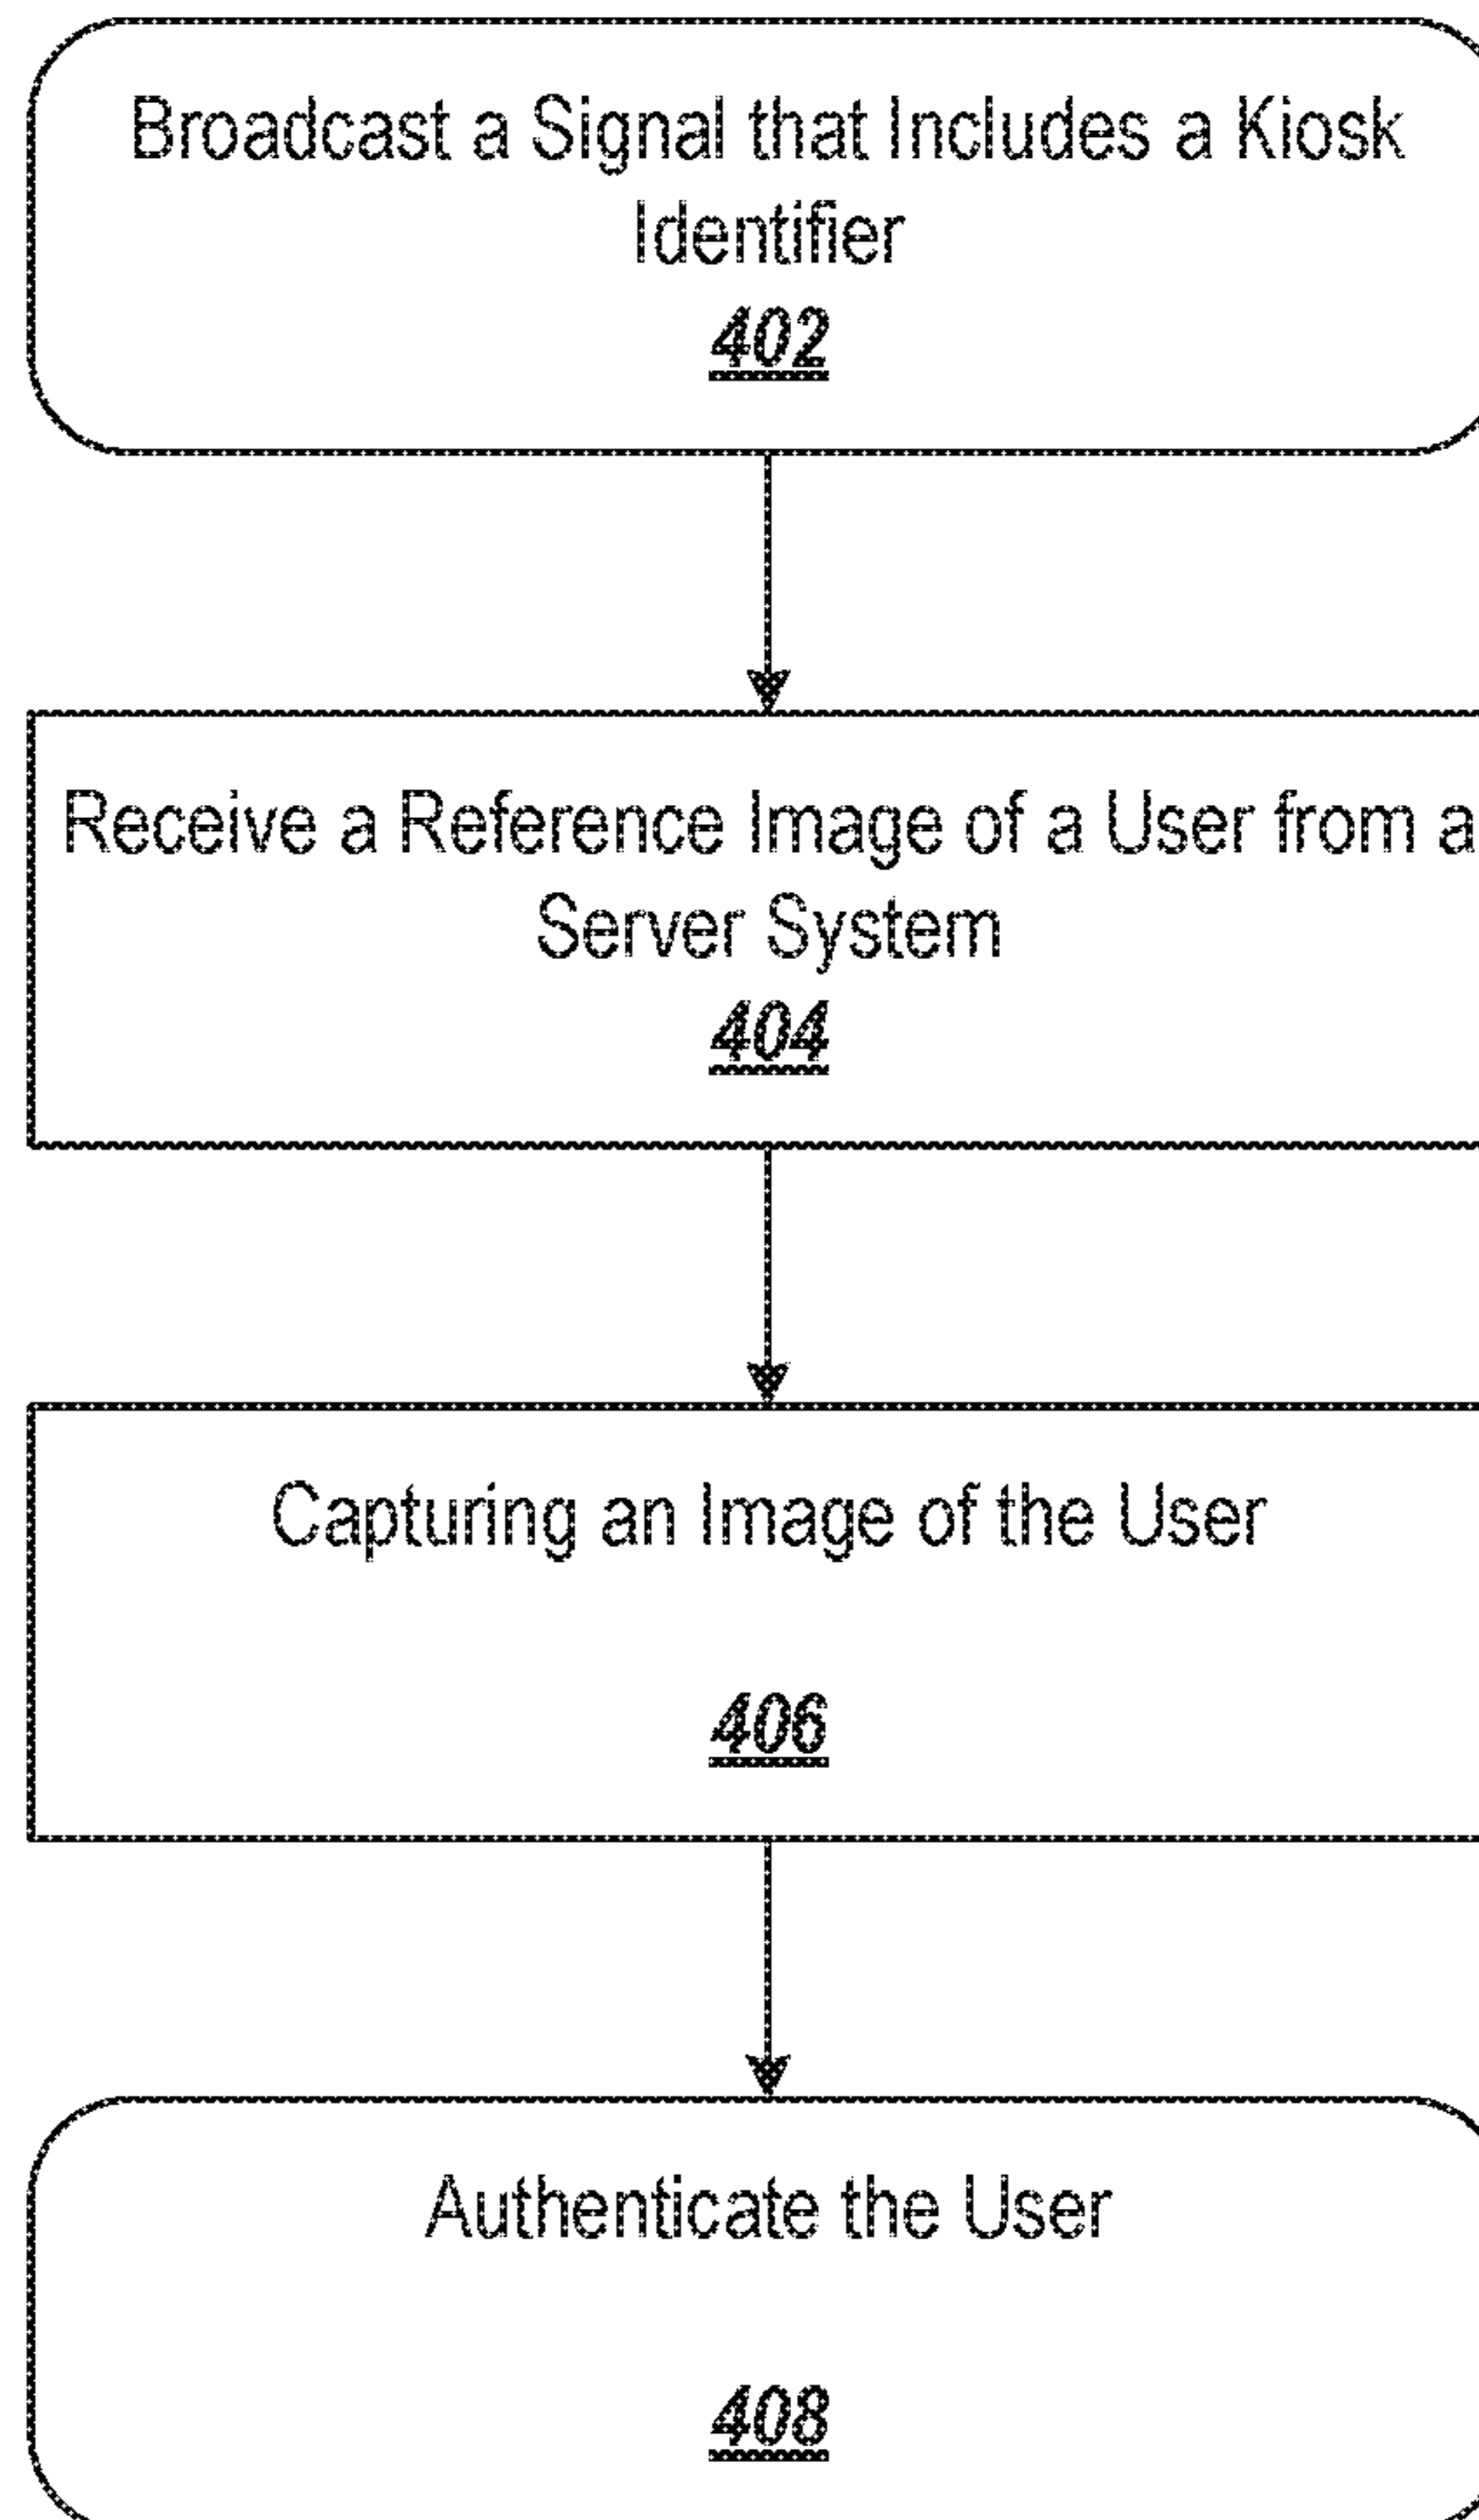 Broadcast a Signal that Includes a Kiosk
Identifier
402
Receive a Reference Image of a User from a
Server System
404
Capturing an Image of the User
406
Authenticate the User
408